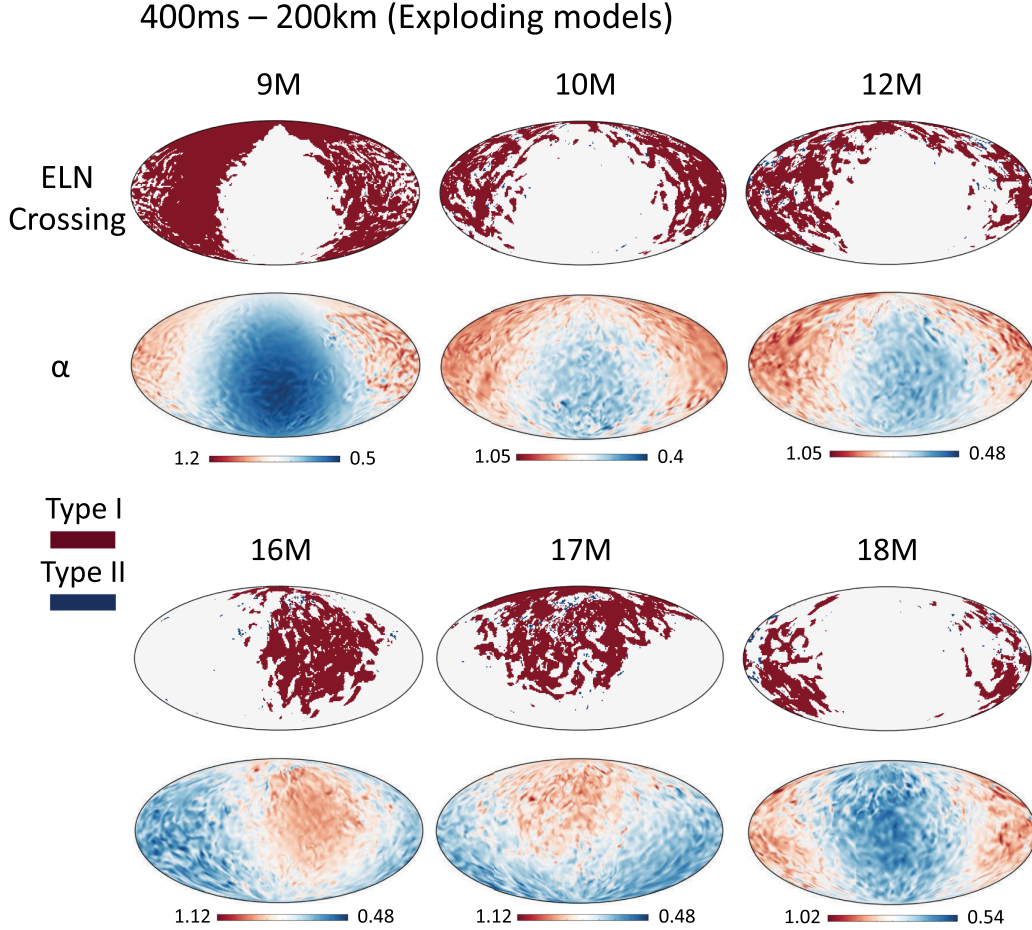 400ms – 200km (Exploding models)
9M
10M
12M
ELN
Crossing
α
1.2
0.5
1.05
0.4
1.05
0.48
Type I
Type II
16M
17M
18M
1.12
0.48
1.12
0.48
1.02
0.54